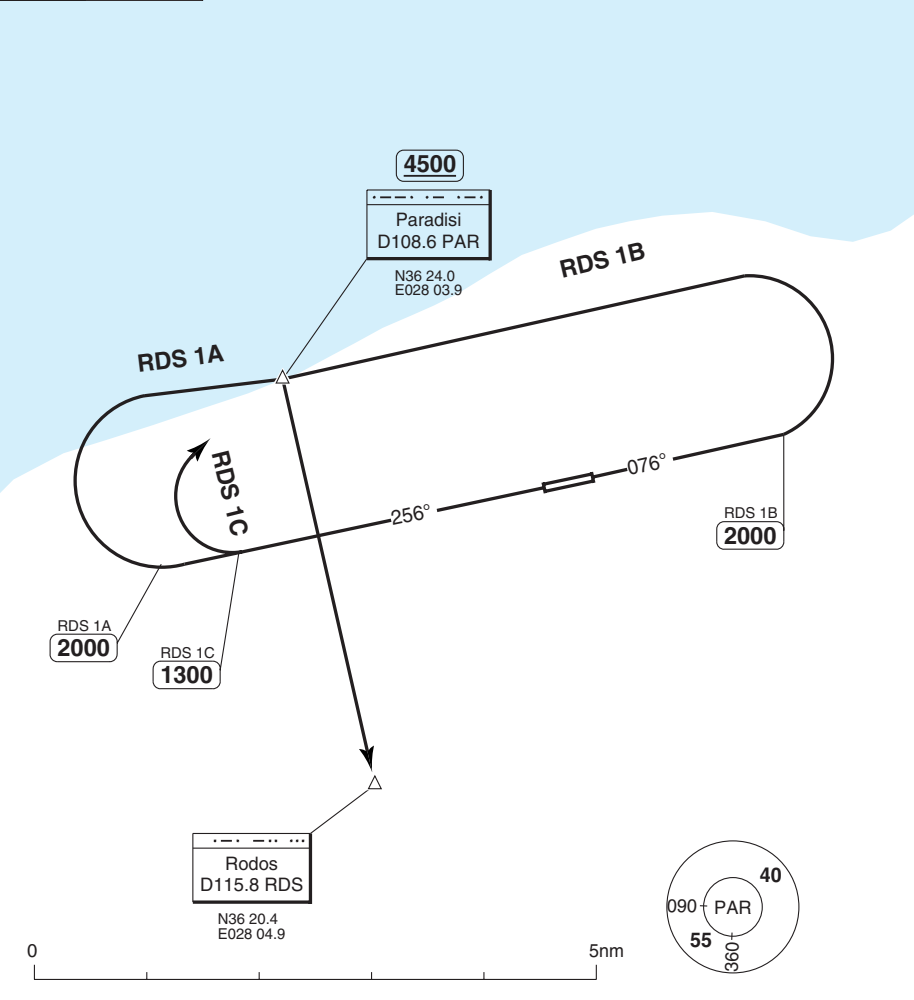 4500
Paradisi
D108.6 PAR
N36 24.0
E028 03.9
RDS 1B
RDS 1A
RDS 1C
076°
256°
RDS 1B
2000
RDS 1A
2000
RDS 1C
1300
Rodos
D115.8 RDS
N36 20.4
E028 04.9
0
5nm
40
090
PAR
55
360